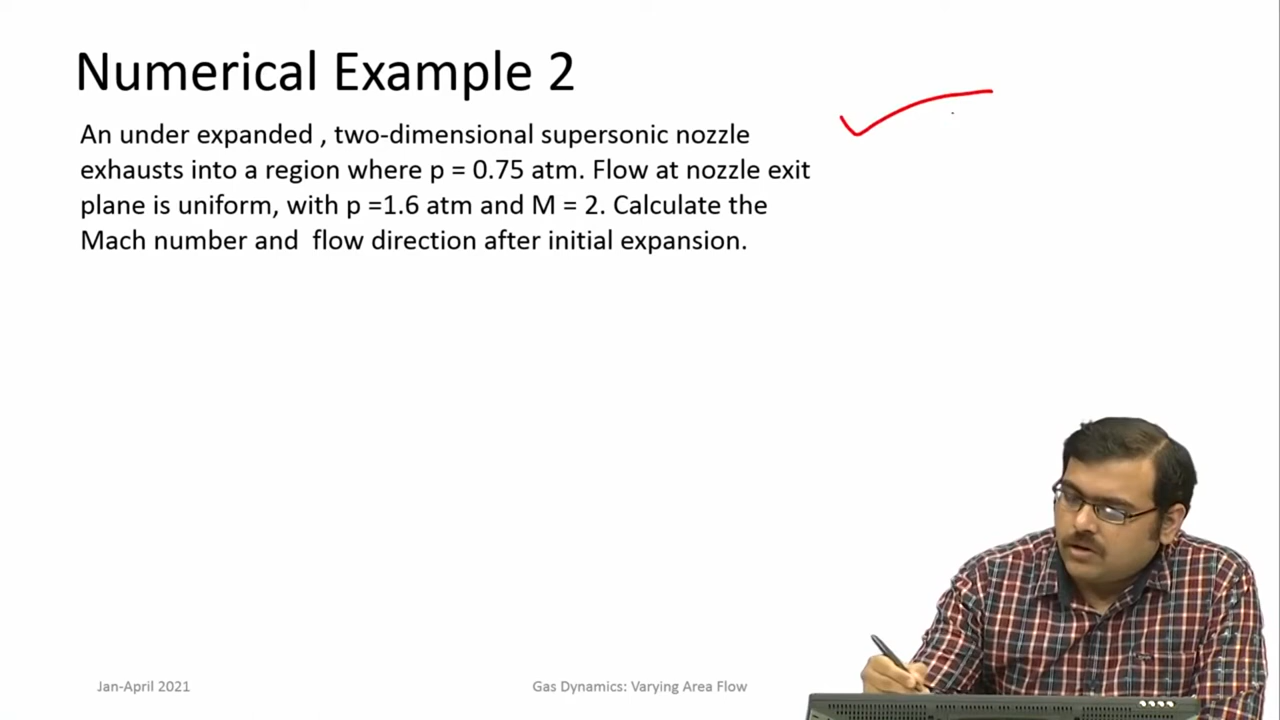 Numerical Example 2
An under expanded , two-dimensional supersonic nozzle
exhausts into a region where p = 0.75 atm. Flow at nozzle exit
plane is uniform, with p =1.6 atm and M = 2. Calculate the
Mach number and  flow direction after initial expansion.
Jan-April 2021
Gas Dynamics: Varying Area Flow